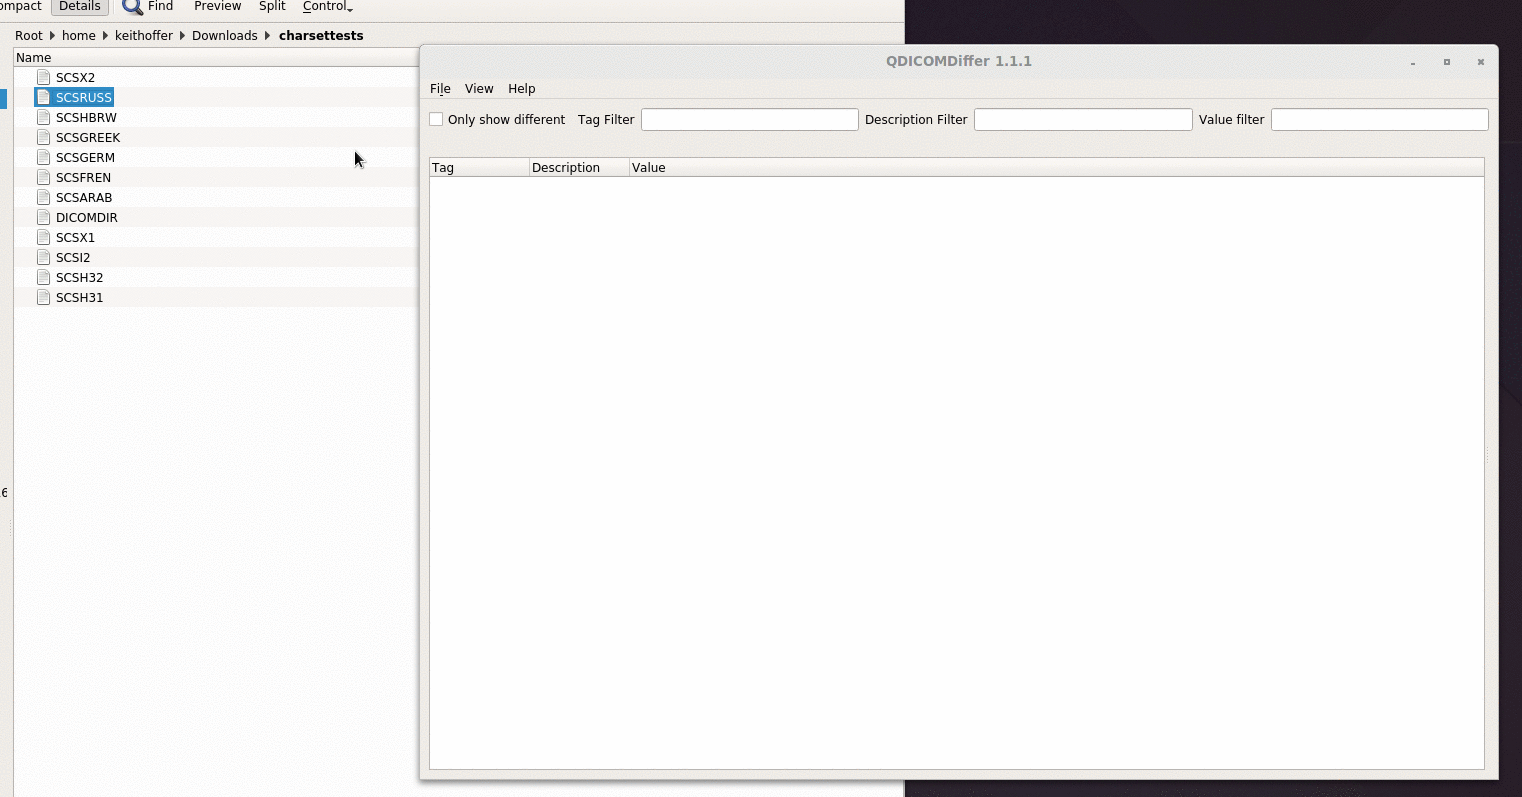 ompact Details Find Preview Split Control
Root home keithoffer Downloads charsettests
Name
SCSX2
SCSRUSS
SCSHBRW
SCSGREEK
SCSGERM
SCSFREN
SCSARAB
DICOMDIR
SCSX1
SCSI2
SCSH32
SCSH31
QDICOMDiffer 1.1.1
File View Help
Only show different Tag Filter Description Filter Value filter
Tag Description Value